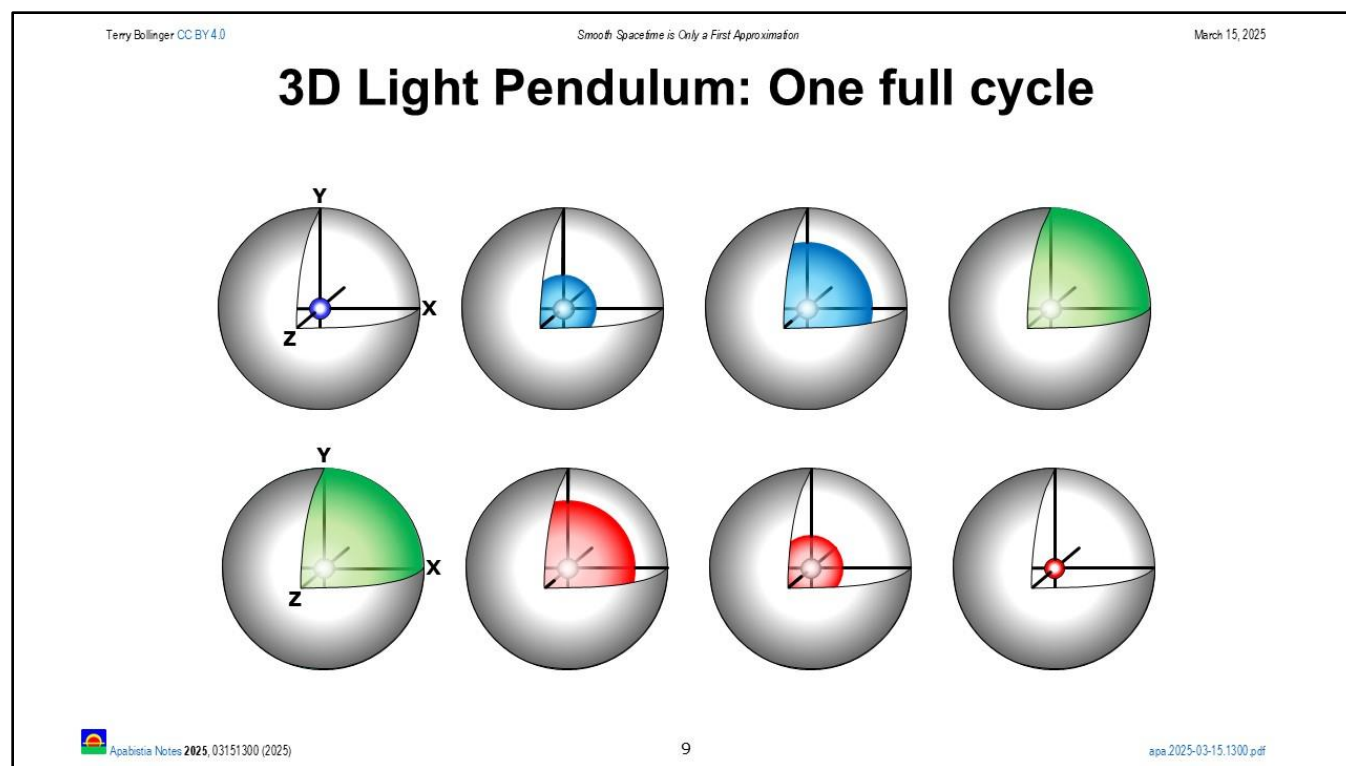 Terry Bollinger CC BY 4.0
Smooth Spacetime is Only a First Approximation
March 15, 2025
3D Light Pendulum: One full cycle
Y
X
Z
Y
X
Z
Apabistia Notes 2025, 03151300 (2025)
9
apa.2025-03-15.1300.pdf